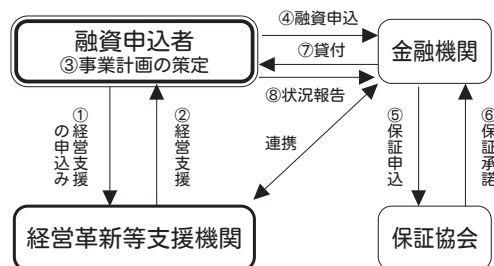 ④融資申込
融資申込者
③事業計画の策定
⑦貸付
金融機関
⑧状況報告
①経営支援
の申込み
②経営支援
連携
⑤保証申込
⑥保証承諾
経営革新等支援機関
保証協会